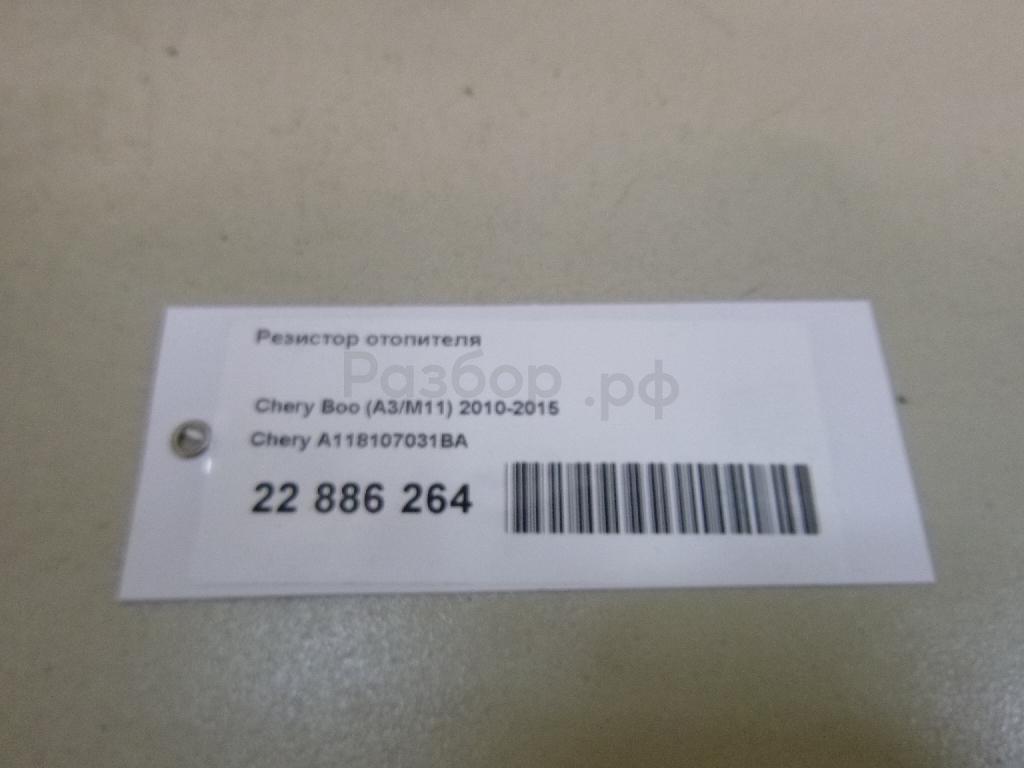 Резистор отопителя
Разбор.рф
Chery Boo (A3/M11) 2010-2015
Chery A118107031BA
22 886 264